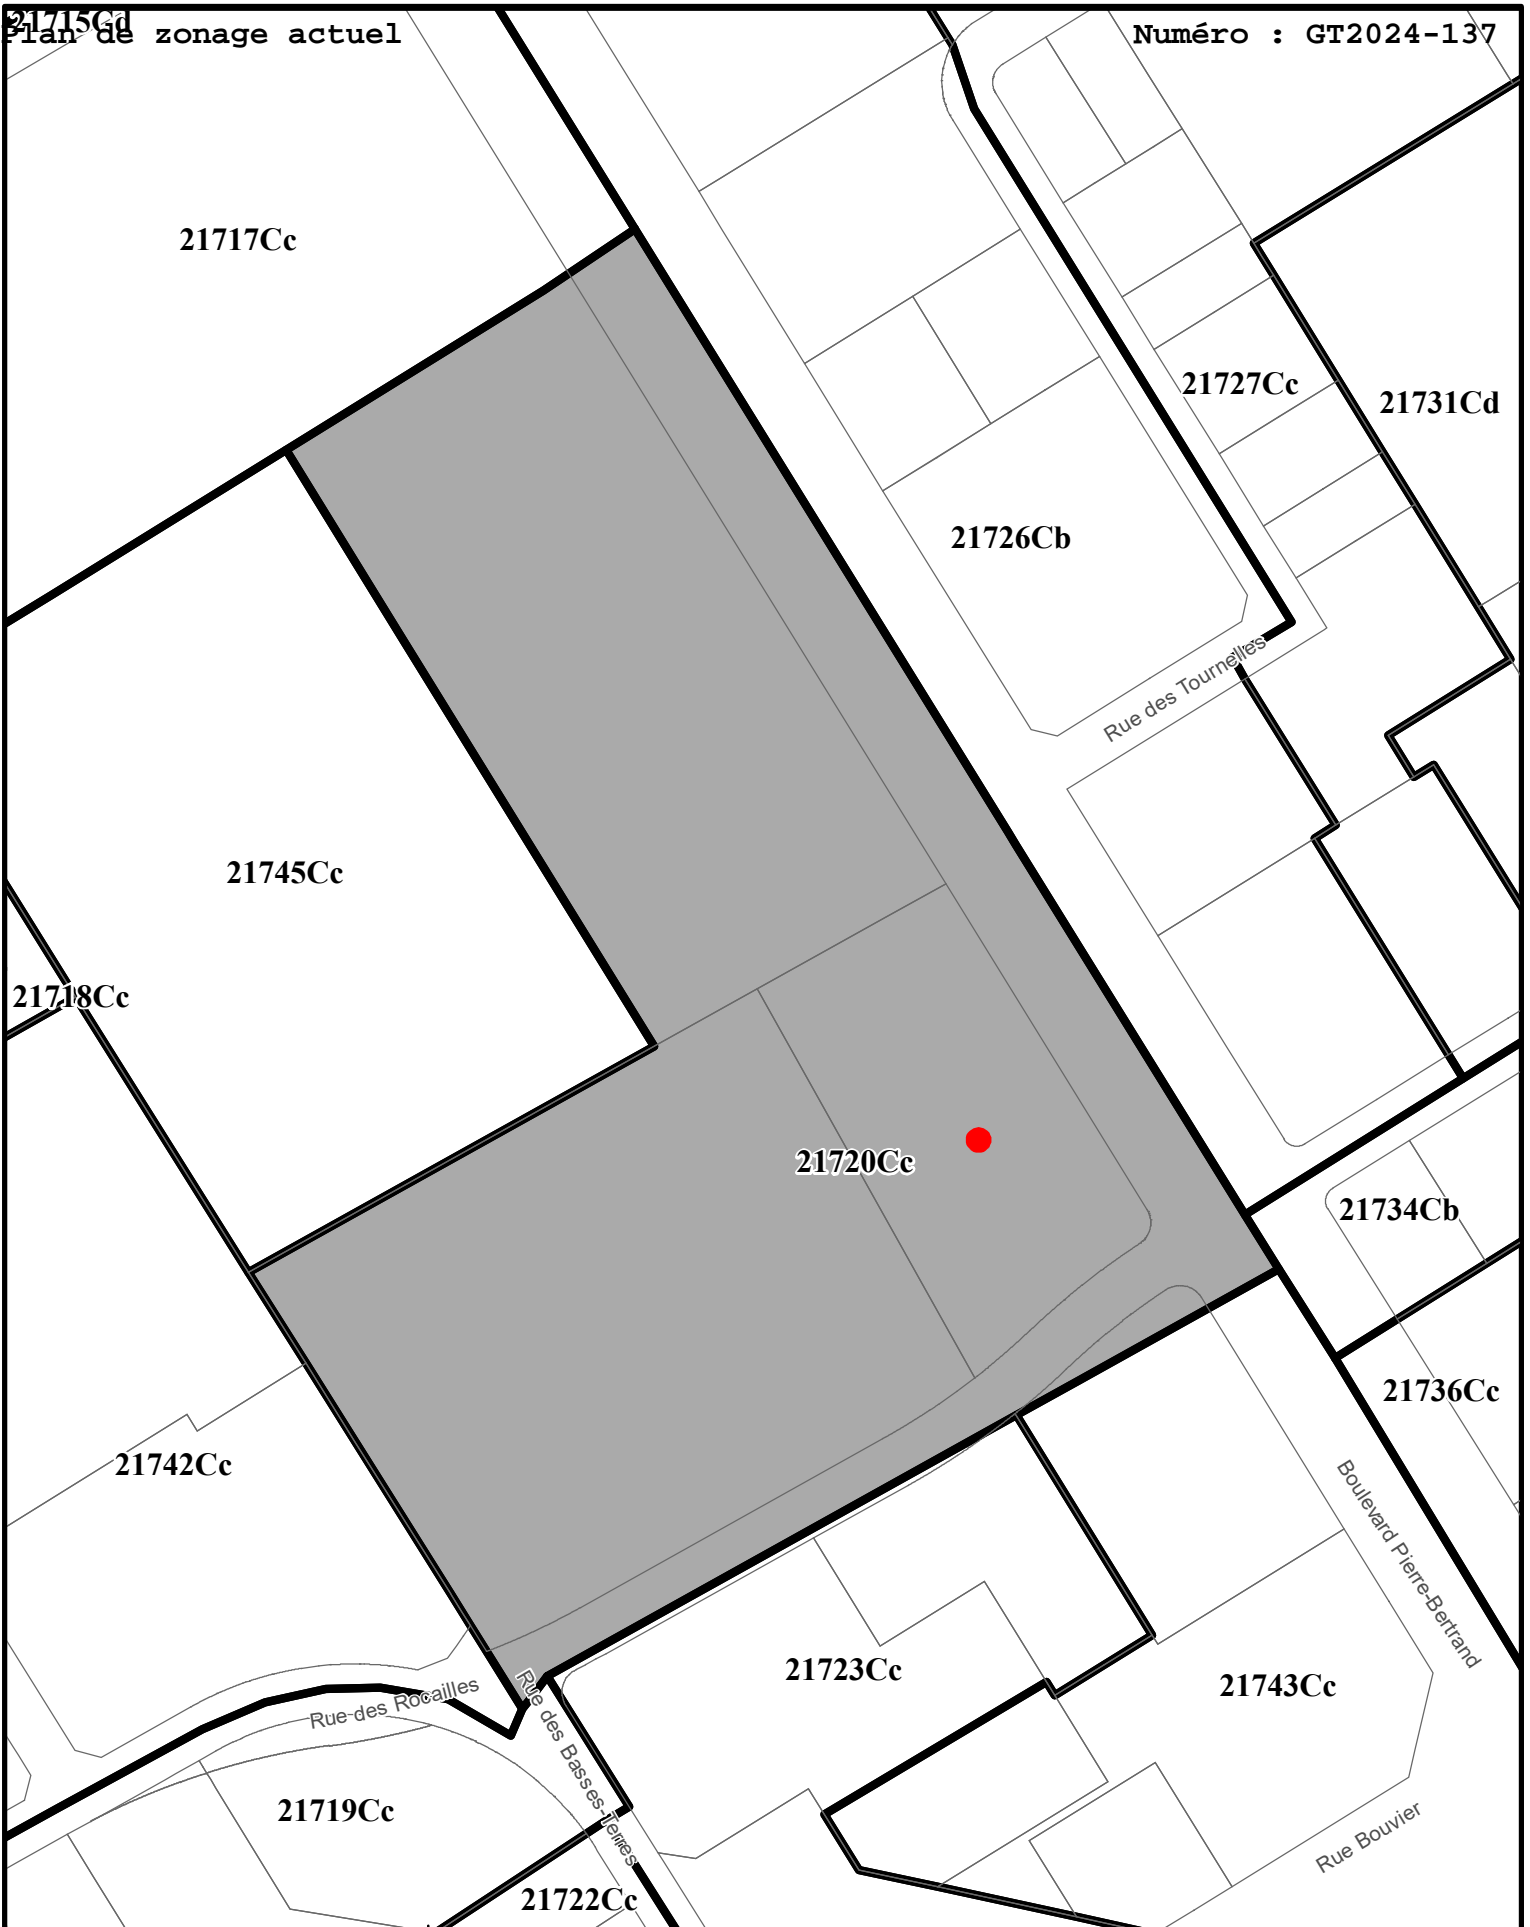 21715Cd
Plan de zonage actuel
Numéro : GT2024-137
21717Cc
21727Cc
21731Cd
21726Cb
Rue des Tournelles
21745Cc
21718Cc
21720Cc
21734Cb
21736Cc
21742Cc
Boulevard Pierre-Bertrand
21723Cc
21743Cc
Rue des Rocailles
Rue des Basses-Terres
21719Cc
Rue Bouvier
21722Cc